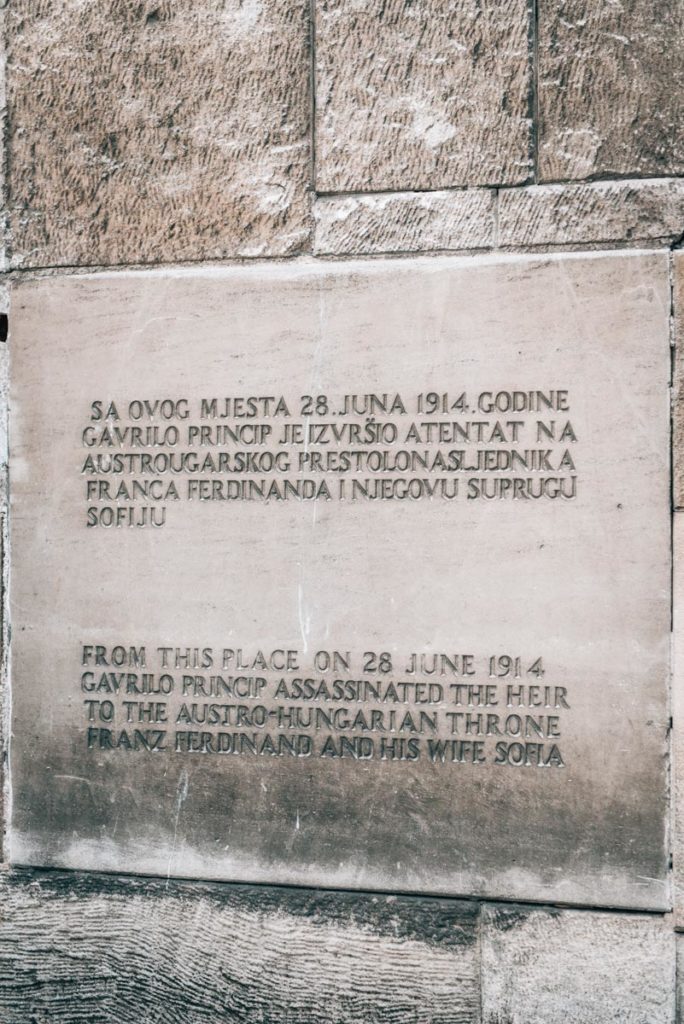 SA OVOG MJESTA 28. JUNA 1914. GODINE
GAVRILO PRINCIP JE IZVRŠIO ATENTAT NA
AUSTROUGARSKOG PRESTOLONASLJEDNIKA
FRANCA FERDINANDA I NJEGOVU SUPRUGU
SOFIJU
FROM THIS PLACE ON 28 JUNE 1914
GAVRILO PRINCIP ASSASSINATED THE HEIR
TO THE AUSTRO-HUNGARIAN THRONE
FRANZ FERDINAND AND HIS WIFE SOFIA